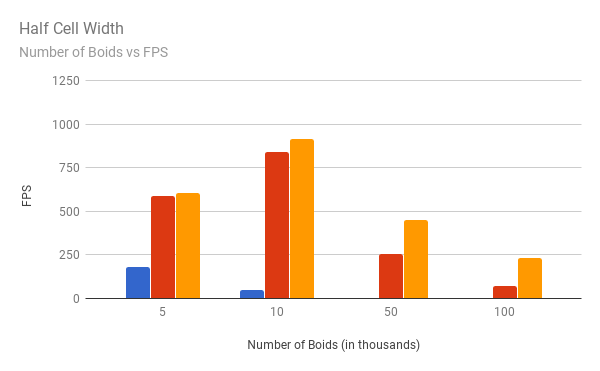 Half Cell Width
Number of Boids vs FPS
1250
1000
750
500
250
0
FPS
5 10 50 100
Number of Boids (in thousands)